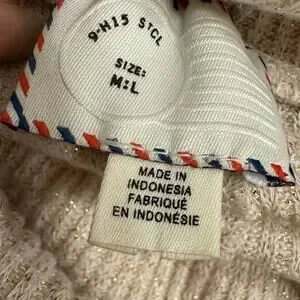 9-H15 STCL
SIZE:
M:L
MADE IN
INDONESIA
FABRIQUÉ
EN INDONÉSIE